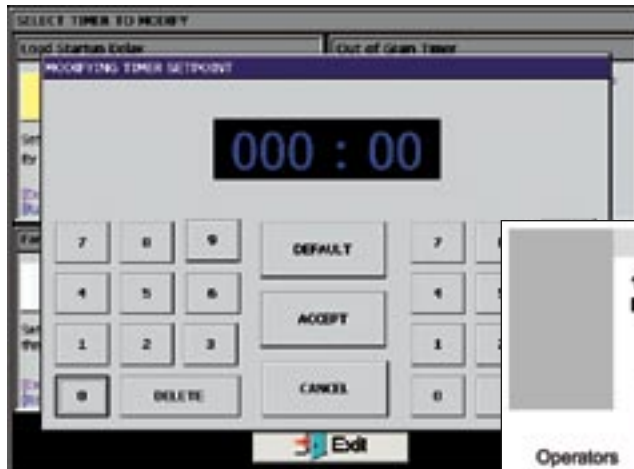 SELECT TIMER TO MODIFY
Load Startup Delay
Out of Grain Timer
MODIFYING TIMER SETPOINT
000 : 00
7 8 9 DEFAULT 7
4 5 6 ACCEPT 4
1 2 3 1
0 DELETE CANCEL 0
Exit
Operators